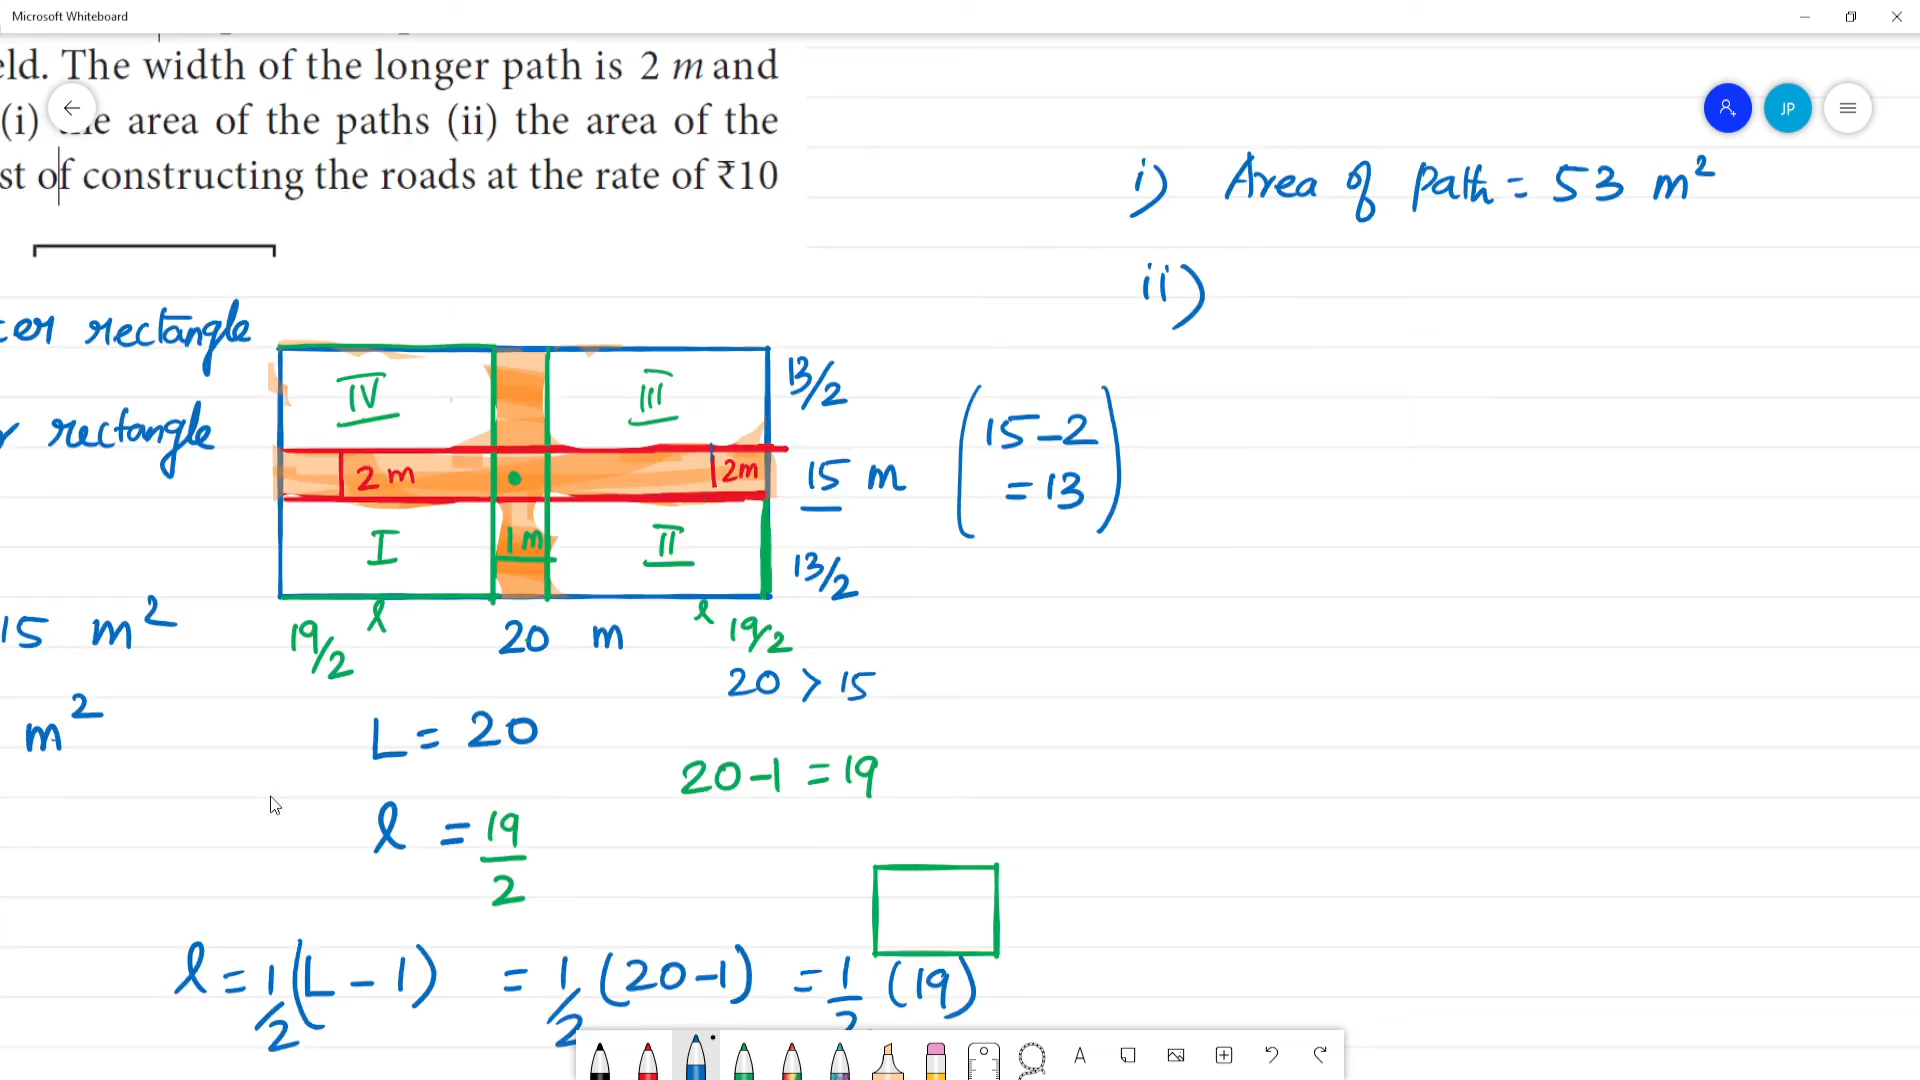 Microsoft Whiteboard
eld. The width of the longer path is 2 m and
(i) the area of the paths (ii) the area of the
st of constructing the roads at the rate of ₹10
JP
i) Area of path = 53 m²
ii)
cer rectangle
r rectangle
15 m²
m²
IV III
2 m 2m
I 1m II
13/2
15 m
13/2
(15-2
= 13)
19/2 l 20 m l 19/2
20 > 15
L = 20
20-1 = 19
l = 19/2
l = 1/2 (L - 1) = 1/2 (20-1) = 1/2 (19)
A